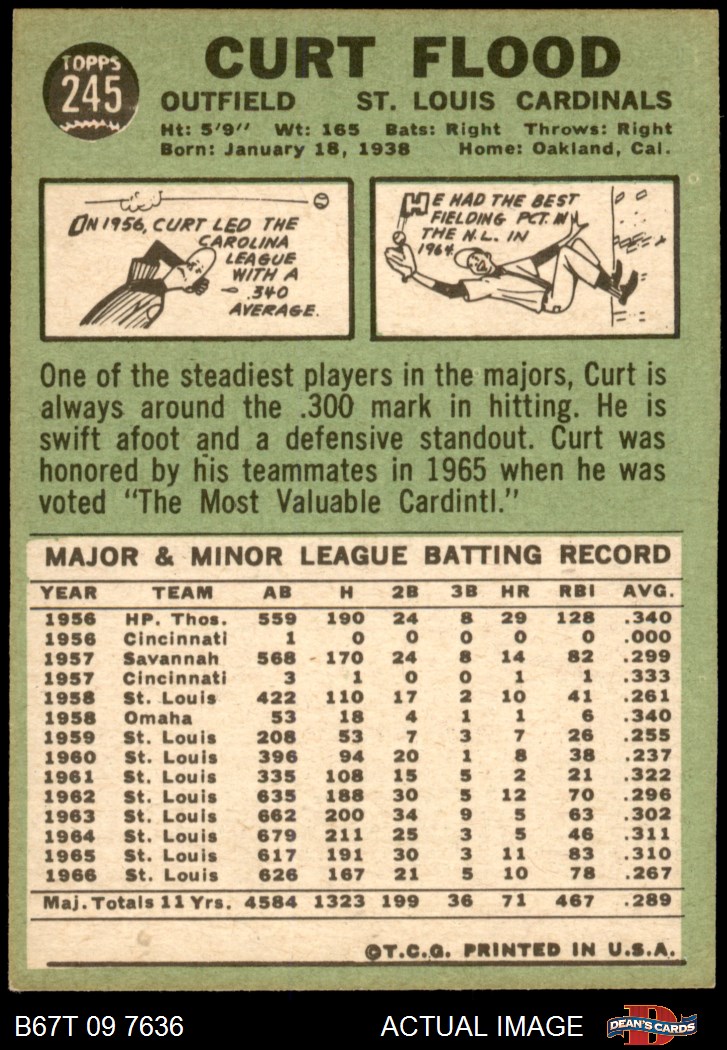 TOPPS
245
CURT FLOOD
OUTFIELD ST. LOUIS CARDINALS
Ht: 5'9" Wt: 165 Bats: Right Throws: Right
Born: January 18, 1938 Home: Oakland, Cal.
IN 1956, CURT LED THE
CAROLINA
LEAGUE
WITH A
.340
AVERAGE.
HE HAD THE BEST
FIELDING PCT. IN
THE N.L. IN
1964.
One of the steadiest players in the majors, Curt is
always around the .300 mark in hitting. He is
swift afoot and a defensive standout. Curt was
honored by his teammates in 1965 when he was
voted "The Most Valuable Cardintl."
MAJOR & MINOR LEAGUE BATTING RECORD
YEAR TEAM AB H 2B 3B HR RBI AVG.
1956 HP. Thos. 559 190 24 8 29 128 .340
1956 Cincinnati 1 0 0 0 0 0 .000
1957 Savannah 568 170 24 8 14 82 .299
1957 Cincinnati 3 1 0 0 1 1 .333
1958 St. Louis 422 110 17 2 10 41 .261
1958 Omaha 53 18 4 1 1 6 .340
1959 St. Louis 208 53 7 3 7 26 .255
1960 St. Louis 396 94 20 1 8 38 .237
1961 St. Louis 335 108 15 5 2 21 .322
1962 St. Louis 635 188 30 5 12 70 .296
1963 St. Louis 662 200 34 9 5 63 .302
1964 St. Louis 679 211 25 3 5 46 .311
1965 St. Louis 617 191 30 3 11 83 .310
1966 St. Louis 626 167 21 5 10 78 .267
Maj. Totals 11 Yrs. 4584 1323 199 36 71 467 .289
©T.C.G. PRINTED IN U.S.A.
B67T 09 7636 ACTUAL IMAGE
DEAN'S CARDS